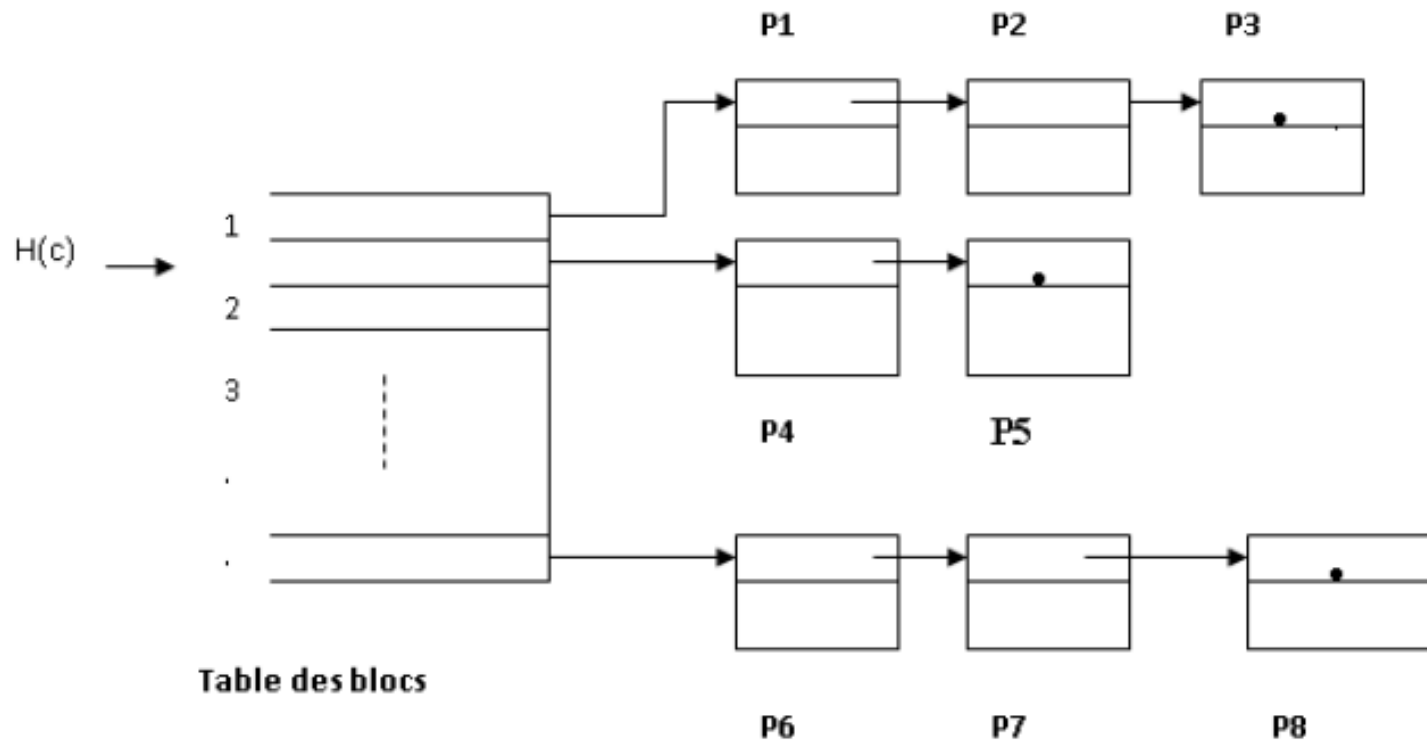 P1 P2 P3
1
H(c)
2
3
.
P4 P5
.
Table des blocs
P6 P7 P8